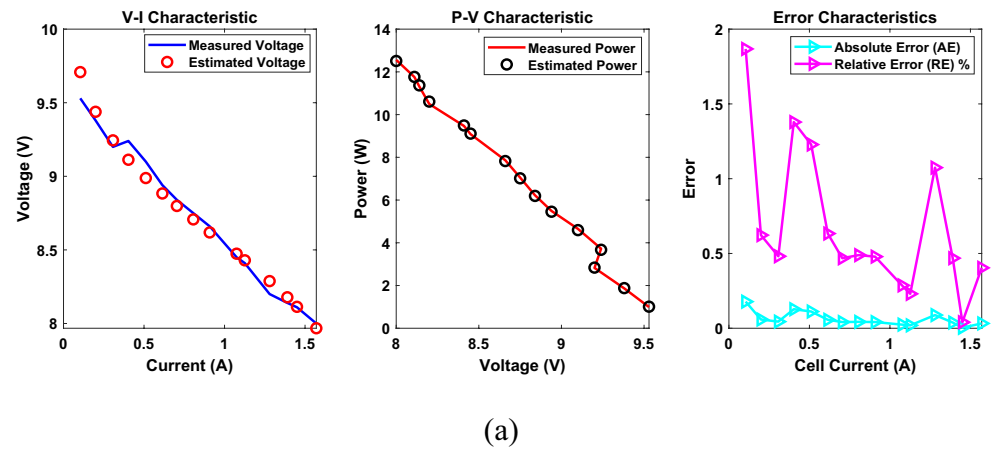 V-I Characteristic
Measured Voltage
Estimated Voltage
Voltage (V)
10
9.5
9
8.5
8
0
0.5
1
1.5
Current (A)
P-V Characteristic
Measured Power
Estimated Power
Power (W)
14
12
10
8
6
4
2
0
8
8.5
9
9.5
Voltage (V)
Error Characteristics
Absolute Error (AE)
Relative Error (RE) %
Error
2
1.5
1
0.5
0
0
0.5
1
1.5
Cell Current (A)
(a)